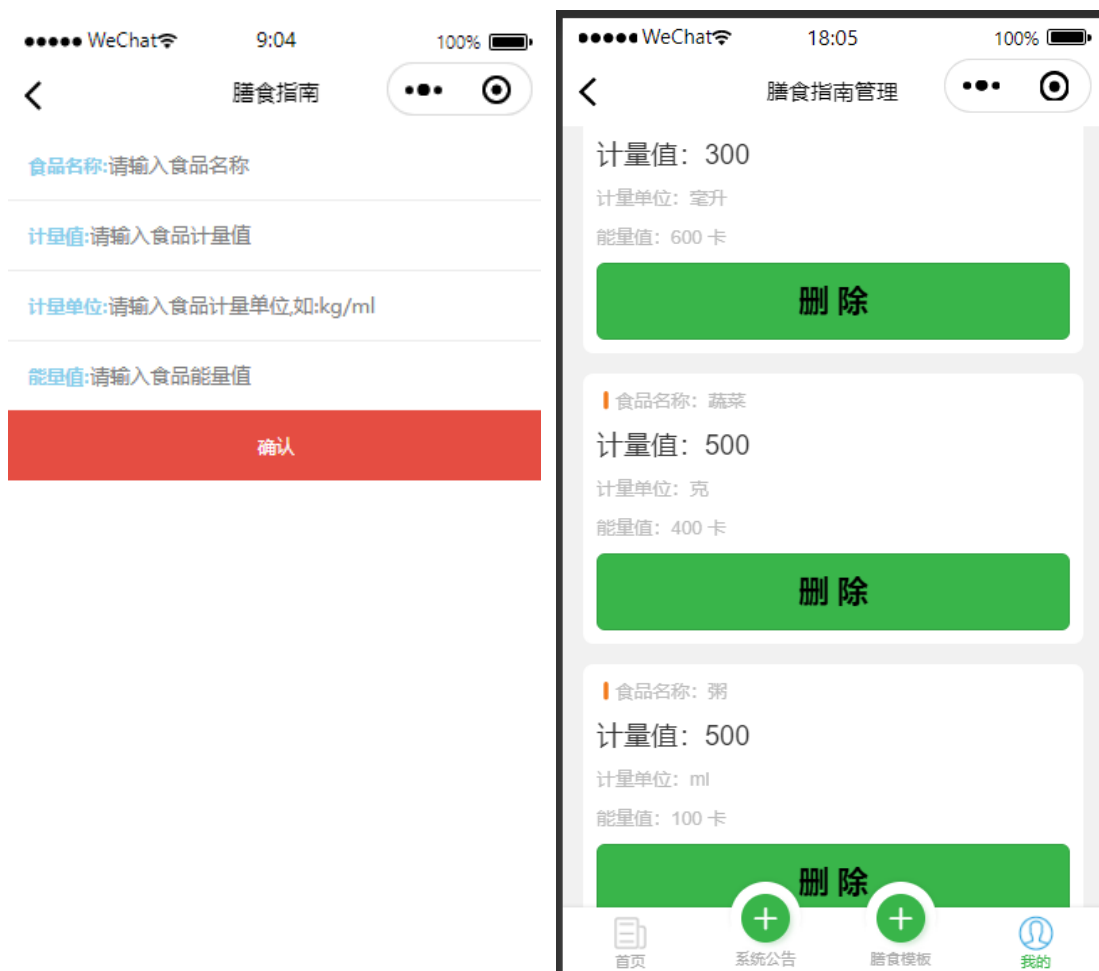 WeChat 9:04 100%
膳食指南
食品名称:请输入食品名称
计量值:请输入食品计量值
计量单位:请输入食品计量单位,如:kg/ml
能量值:请输入食品能量值
确认
WeChat 18:05 100%
膳食指南管理
计量值：300
计量单位：毫升
能量值：600 卡
删 除
食品名称：蔬菜
计量值：500
计量单位：克
能量值：400 卡
删 除
食品名称：粥
计量值：500
计量单位：ml
能量值：100 卡
删 除
首页 系统公告 膳食模板 我的